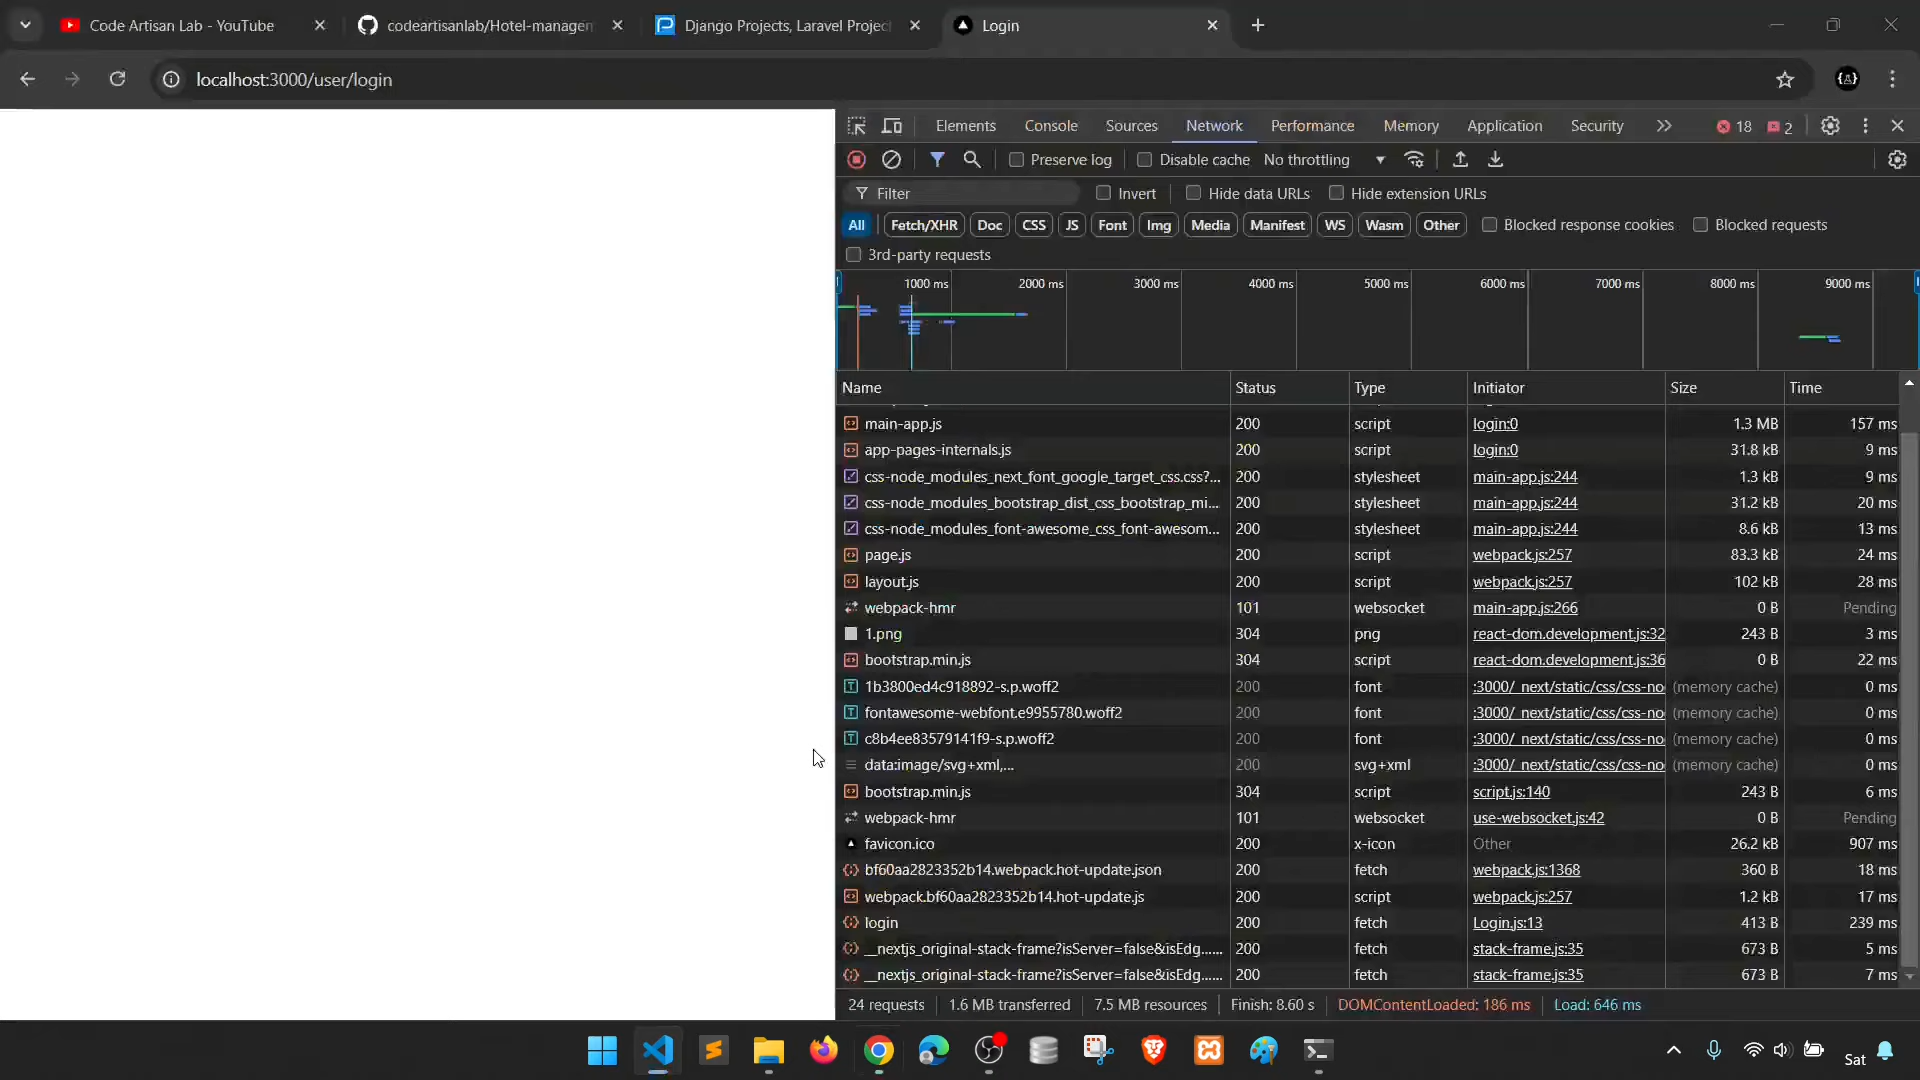 Code Artisan Lab - YouTube
codeartisanlab/Hotel-managem
Django Projects, Laravel Project
Login
localhost:3000/user/login
Elements Console Sources Network Performance Memory Application Security 18 2
Preserve log Disable cache No throttling
Filter Invert Hide data URLs Hide extension URLs
All Fetch/XHR Doc CSS JS Font Img Media Manifest WS Wasm Other Blocked response cookies Blocked requests
3rd-party requests
1000 ms 2000 ms 3000 ms 4000 ms 5000 ms 6000 ms 7000 ms 8000 ms 9000 ms
Name Status Type Initiator Size Time
main-app.js 200 script login:0 1.3 MB 157 ms
app-pages-internals.js 200 script login:0 31.8 kB 9 ms
css-node_modules_next_font_google_target_css.css?... 200 stylesheet main-app.js:244 1.3 kB 9 ms
css-node_modules_bootstrap_dist_css_bootstrap_mi... 200 stylesheet main-app.js:244 31.2 kB 20 ms
css-node_modules_font-awesome_css_font-awesom... 200 stylesheet main-app.js:244 8.6 kB 13 ms
page.js 200 script webpack.js:257 83.3 kB 24 ms
layout.js 200 script webpack.js:257 102 kB 28 ms
webpack-hmr 101 websocket main-app.js:266 0 B Pending
1.png 304 png react-dom.development.js:32 243 B 3 ms
bootstrap.min.js 304 script react-dom.development.js:36 0 B 22 ms
1b3800ed4c918892-s.p.woff2 200 font :3000/_next/static/css/css-no (memory cache) 0 ms
fontawesome-webfont.e9955780.woff2 200 font :3000/_next/static/css/css-no (memory cache) 0 ms
c8b4ee83579141f9-s.p.woff2 200 font :3000/_next/static/css/css-no (memory cache) 0 ms
data:image/svg+xml,... 200 svg+xml :3000/_next/static/css/css-no (memory cache) 0 ms
bootstrap.min.js 304 script script.js:140 243 B 6 ms
webpack-hmr 101 websocket use-websocket.js:42 0 B Pending
favicon.ico 200 x-icon Other 26.2 kB 907 ms
bf60aa2823352b14.webpack.hot-update.json 200 fetch webpack.js:1368 360 B 18 ms
webpack.bf60aa2823352b14.hot-update.js 200 script webpack.js:257 1.2 kB 17 ms
login 200 fetch Login.js:13 413 B 239 ms
__nextjs_original-stack-frame?isServer=false&isEdg...... 200 fetch stack-frame.js:35 673 B 5 ms
__nextjs_original-stack-frame?isServer=false&isEdg...... 200 fetch stack-frame.js:35 673 B 7 ms
24 requests 1.6 MB transferred 7.5 MB resources Finish: 8.60 s DOMContentLoaded: 186 ms Load: 646 ms
Sat